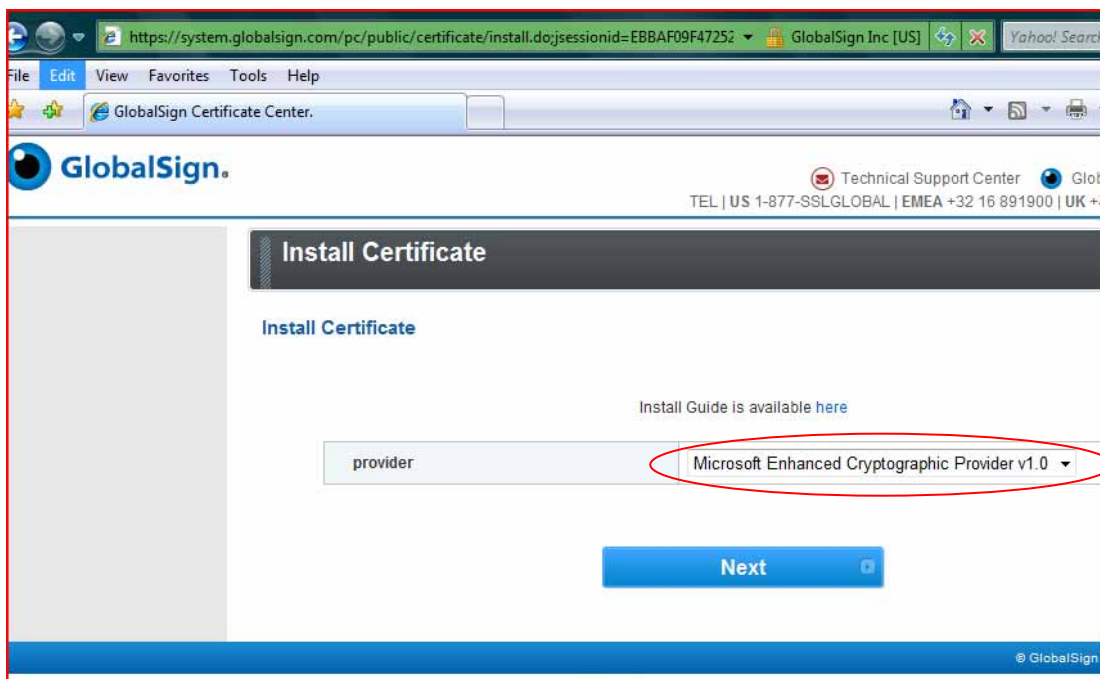 https://system.globalsign.com/pc/public/certificate/install.do;jsessionid=EBBAF09F47252 GlobalSign Inc [US] Yahoo! Search
File Edit View Favorites Tools Help
GlobalSign Certificate Center.
GlobalSign.
Technical Support Center
TEL | US 1-877-SSLGLOBAL | EMEA +32 16 891900 | UK +
Install Certificate
Install Certificate
Install Guide is available here
provider Microsoft Enhanced Cryptographic Provider v1.0
Next
© GlobalSign